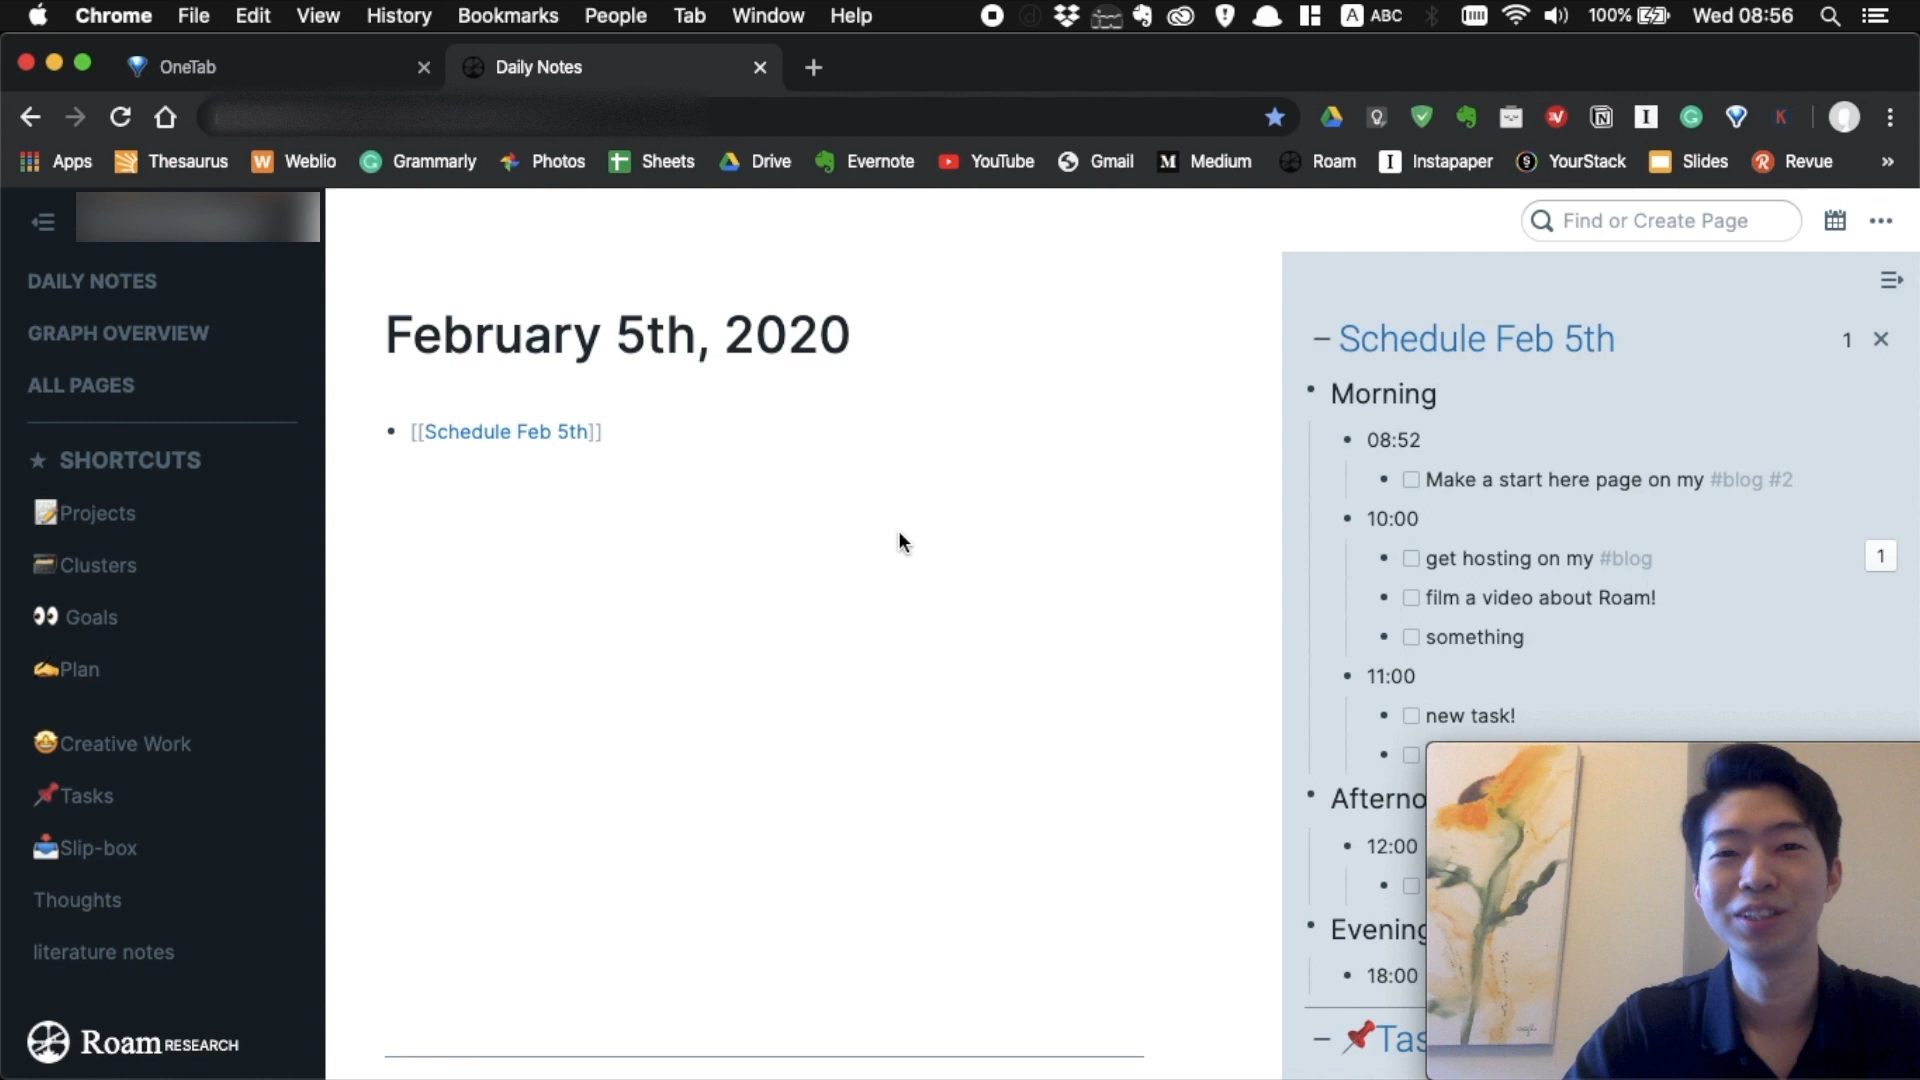 Chrome File Edit View History Bookmarks People Tab Window Help
A ABC 100% Wed 08:56
OneTab
Daily Notes
Apps Thesaurus Weblio Grammarly Photos Sheets Drive Evernote YouTube Gmail Medium Roam Instapaper YourStack Slides Revue »
Find or Create Page
DAILY NOTES
GRAPH OVERVIEW
ALL PAGES
SHORTCUTS
Projects
Clusters
Goals
Plan
Creative Work
Tasks
Slip-box
Thoughts
literature notes
Roam RESEARCH
February 5th, 2020
[[Schedule Feb 5th]]
Schedule Feb 5th 1
Morning
08:52
Make a start here page on my #blog #2
10:00
get hosting on my #blog 1
film a video about Roam!
something
11:00
new task!
Afterno
12:00
Evening
18:00
Tas